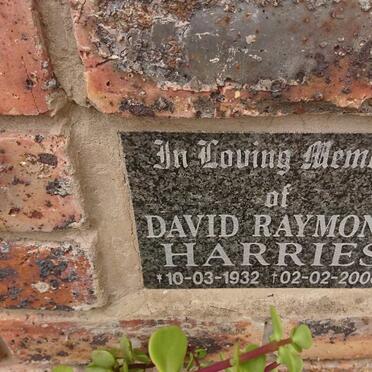 In Loving Mem
of
DAVID RAYMON
HARRIES
* 10-03-1932 † 02-02-200